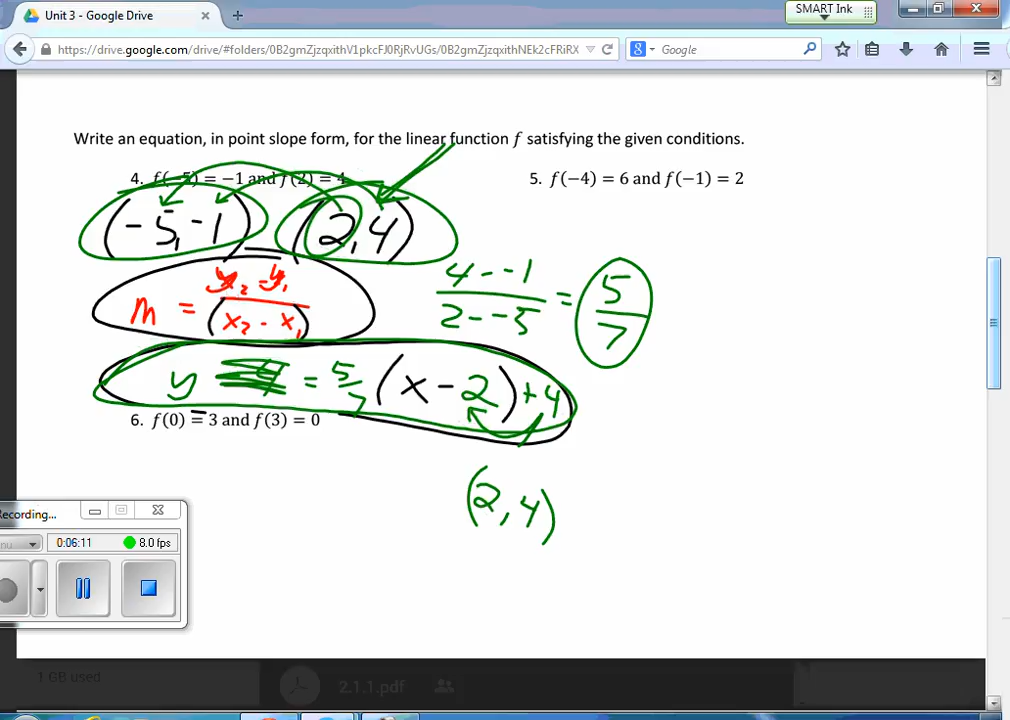 Unit 3 - Google Drive
SMART Ink
https://drive.google.com/drive/#folders/0B2gmZjzqxithV1pkcFJ0RjRvUGs/0B2gmZjzqxithNEk2cFRiRX
Google
Write an equation, in point slope form, for the linear function f satisfying the given conditions.
4. f(−5) = −1 and f(2) = 4
5. f(−4) = 6 and f(−1) = 2
(-5, -1) (2, 4)
m = y2 - y1 / (x2 - x1)
4 - -1 / 2 - -5 = 5/7
y = 5/7 (x - 2) + 4
6. f(0) = 3 and f(3) = 0
(2, 4)
Recording...
0:06:11
8.0 fps
1 GB used
2.1.1.pdf